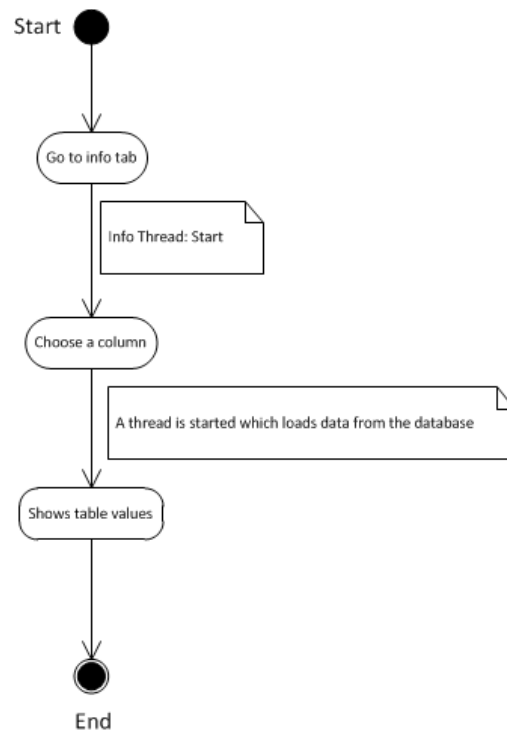 Start
Go to info tab
Info Thread: Start
Choose a column
A thread is started which loads data from the database
Shows table values
End